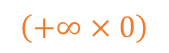 (+∞ × 0)